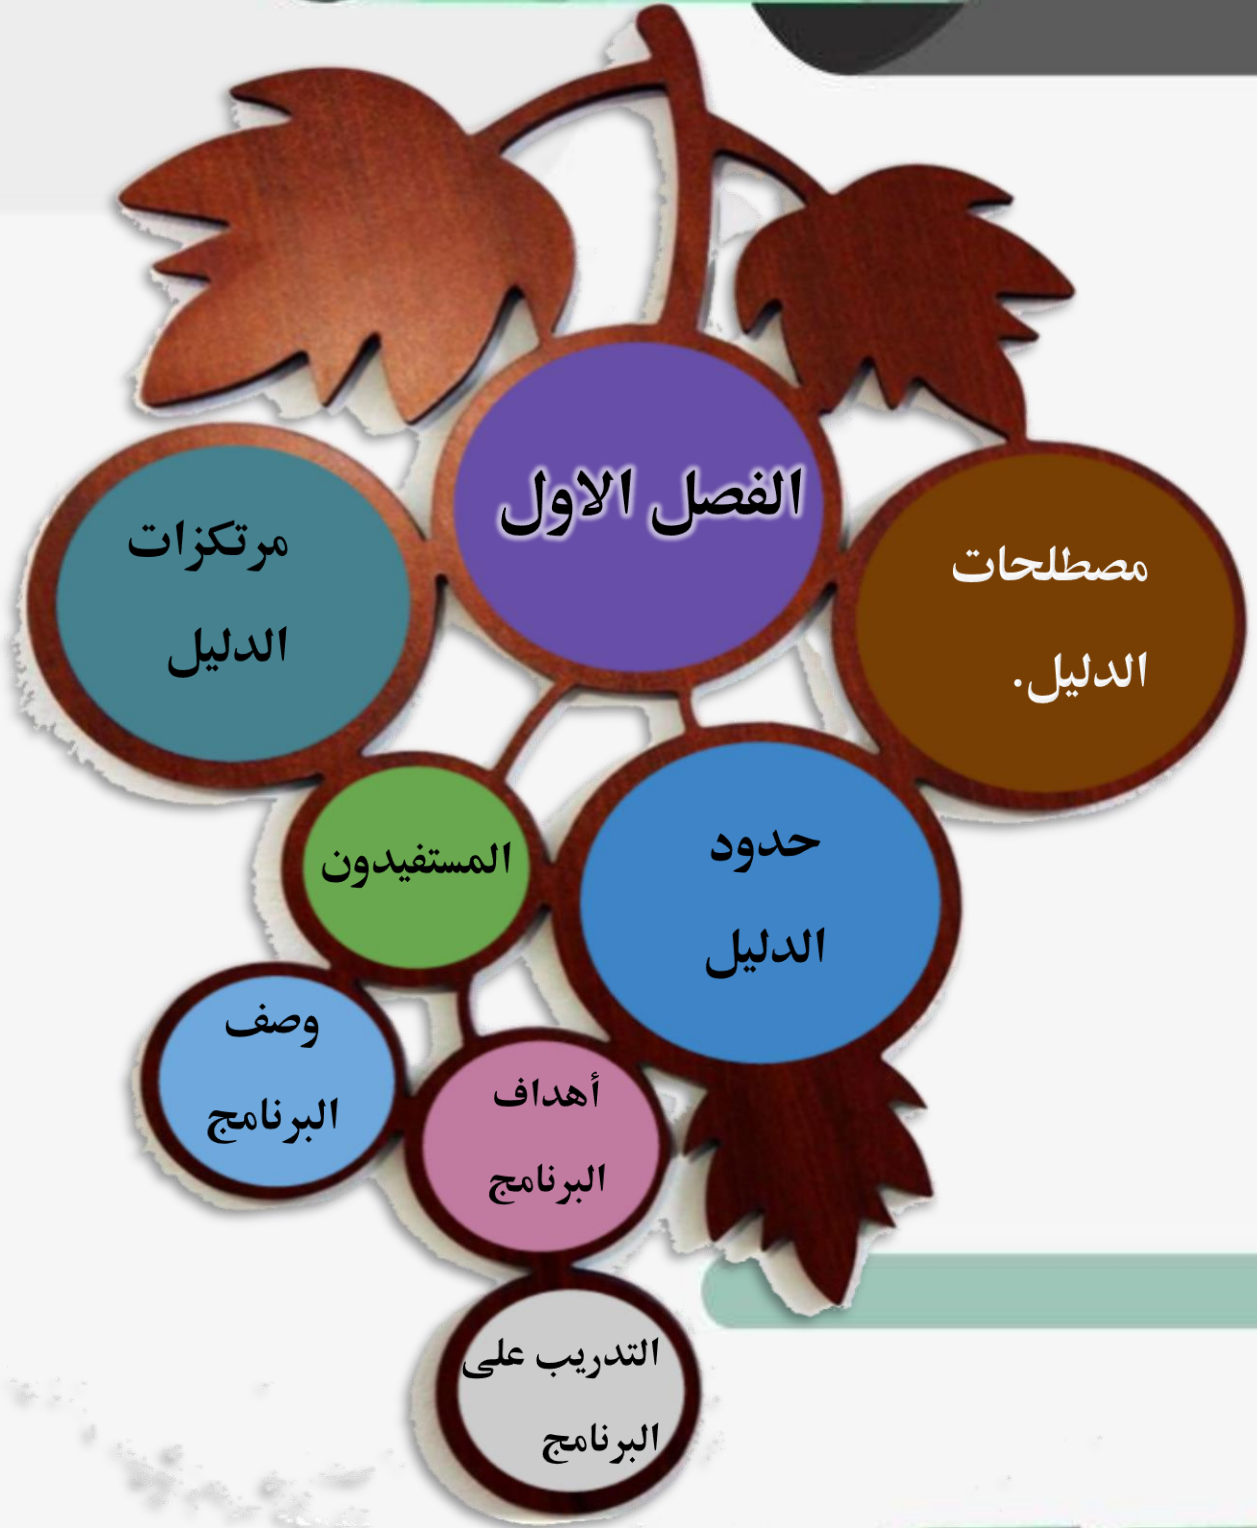 الفصل الاول
مصطلحات
الدليل.
مرتكزات
الدليل
حدود
الدليل
المستفيدون
وصف
البرنامج
أهداف
البرنامج
التدريب على
البرنامج